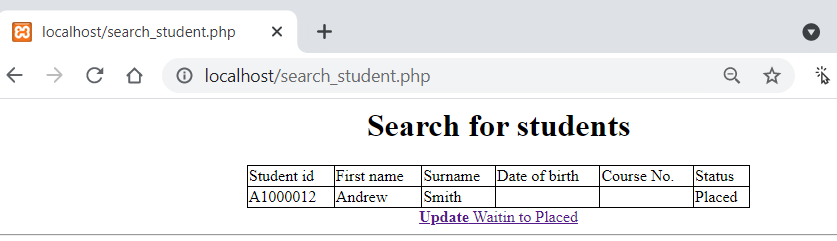 localhost/search_student.php
localhost/search_student.php
Search for students
Student id First name Surname Date of birth Course No. Status
A1000012 Andrew Smith Placed
Update Waitin to Placed